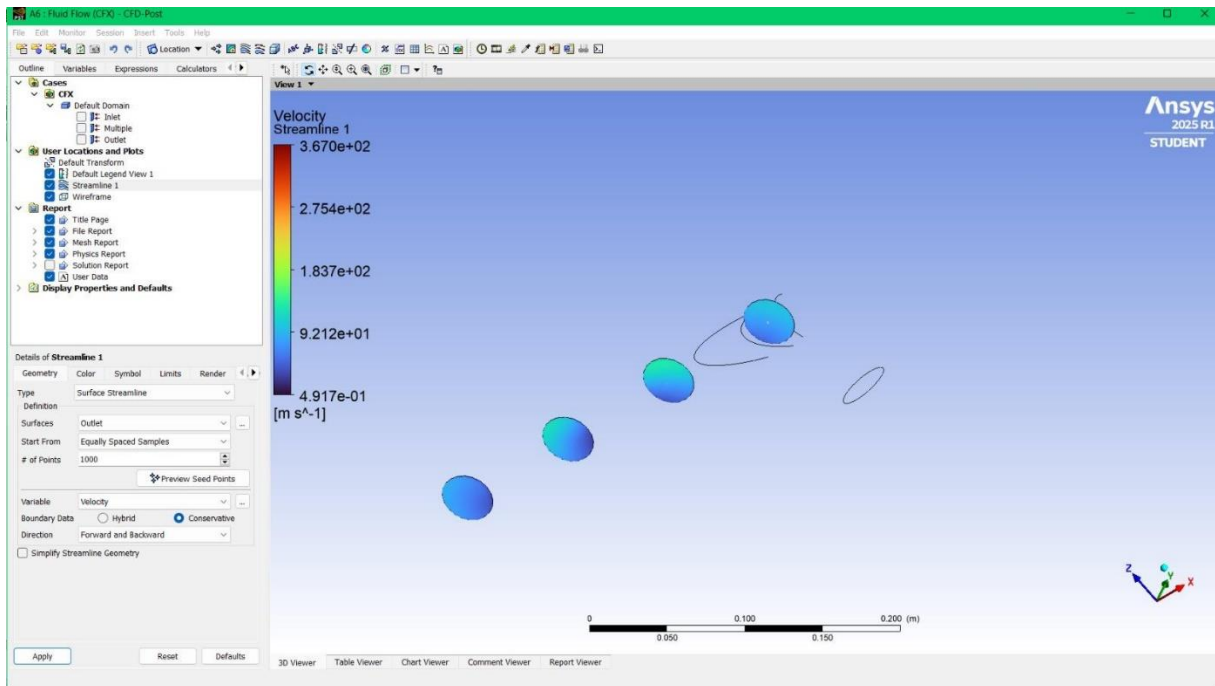 A6 : Fluid Flow (CFX) - CFD-Post
File Edit Monitor Session Insert Tools Help
Location
Outline Variables Expressions Calculators
Cases
CFX
Default Domain
Inlet
Multiple
Outlet
User Locations and Plots
Default Transform
Default Legend View 1
Streamline 1
Wireframe
Report
Title Page
File Report
Mesh Report
Physics Report
Solution Report
User Data
Display Properties and Defaults
Details of Streamline 1
Geometry Color Symbol Limits Render
Type Surface Streamline
Definition
Surfaces Outlet ...
Start From Equally Spaced Samples
# of Points 1000
Preview Seed Points
Variable Velocity ...
Boundary Data Hybrid Conservative
Direction Forward and Backward
Simplify Streamline Geometry
Apply Reset Defaults
View 1
Velocity
Streamline 1
3.670e+02
2.754e+02
1.837e+02
9.212e+01
4.917e-01
[m s^-1]
Ansys
2025 R1
STUDENT
Z Y X
0 0.100 0.200 (m)
0.050 0.150
3D Viewer Table Viewer Chart Viewer Comment Viewer Report Viewer